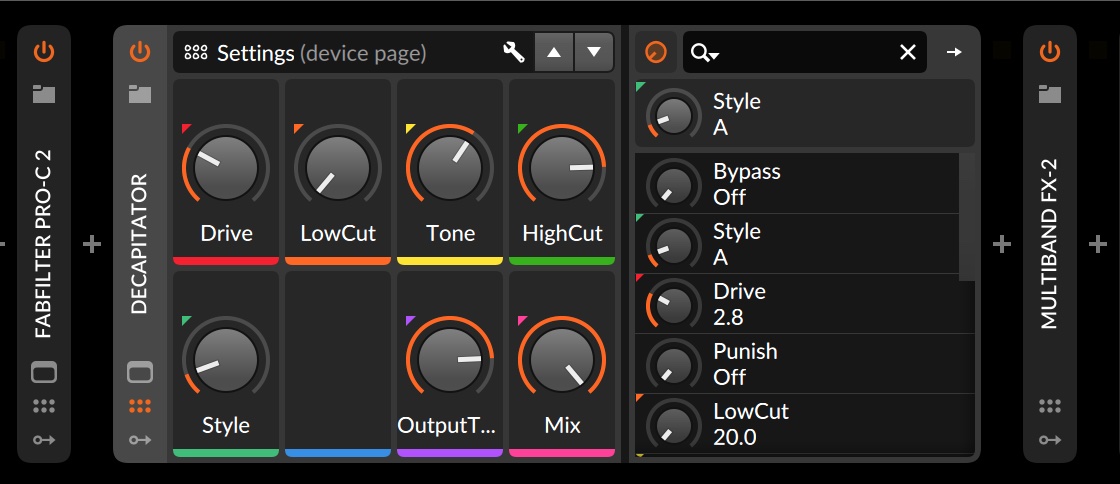 FABFILTER PRO-C 2
DECAPITATOR
Settings (device page)
Drive
LowCut
Tone
HighCut
Style
OutputT...
Mix
Style
A
Bypass
Off
Style
A
Drive
2.8
Punish
Off
LowCut
20.0
MULTIBAND FX-2